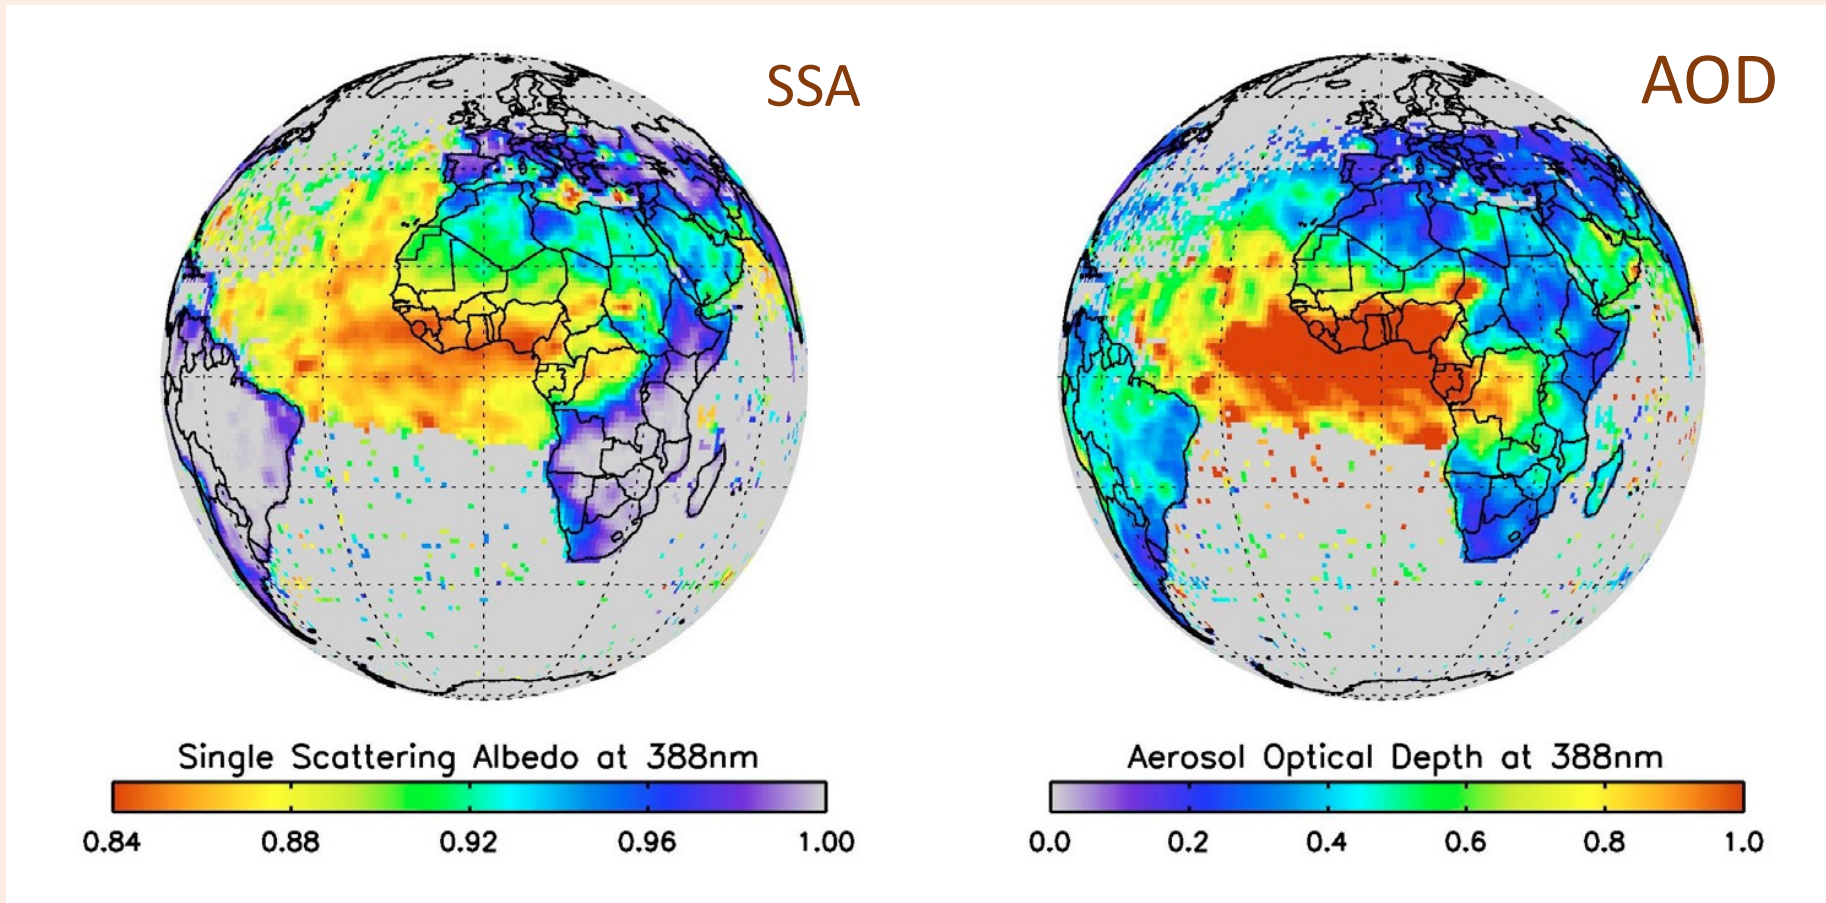 SSA
AOD
Single Scattering Albedo at 388nm
0.84 0.88 0.92 0.96 1.00
Aerosol Optical Depth at 388nm
0.0 0.2 0.4 0.6 0.8 1.0